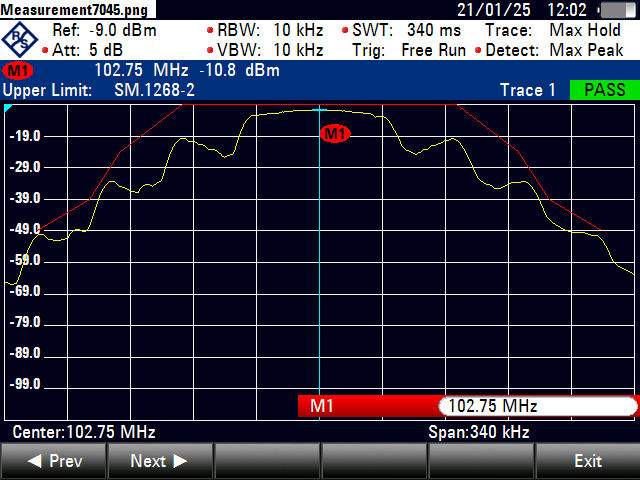 Measurement7045.png 21/01/25 12:02
R&S Ref: -9.0 dBm RBW: 10 kHz SWT: 340 ms Trace: Max Hold
Att: 5 dB VBW: 10 kHz Trig: Free Run Detect: Max Peak
M1 102.75 MHz -10.8 dBm
Upper Limit: SM.1268-2 Trace 1 PASS
M1
-19.0
-29.0
-39.0
-49.0
-59.0
-69.0
-79.0
-89.0
-99.0
M1 102.75 MHz
Center:102.75 MHz Span:340 kHz
Prev Next Exit